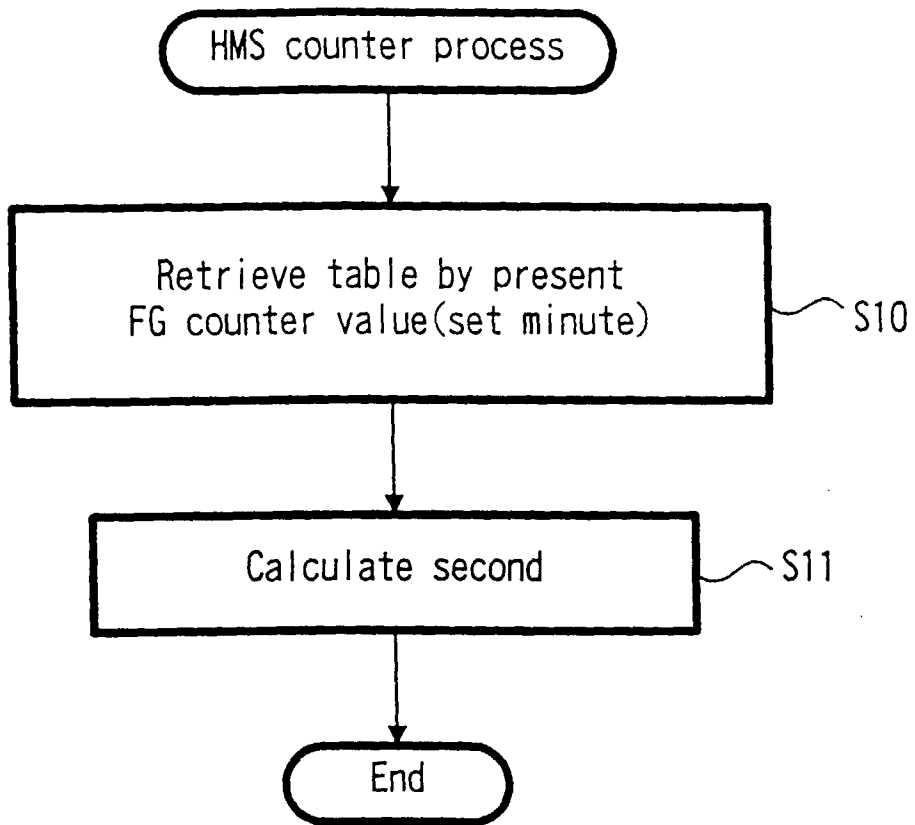 HMS counter process
Retrieve table by present
FG counter value(set minute)
S10
Calculate second
S11
End